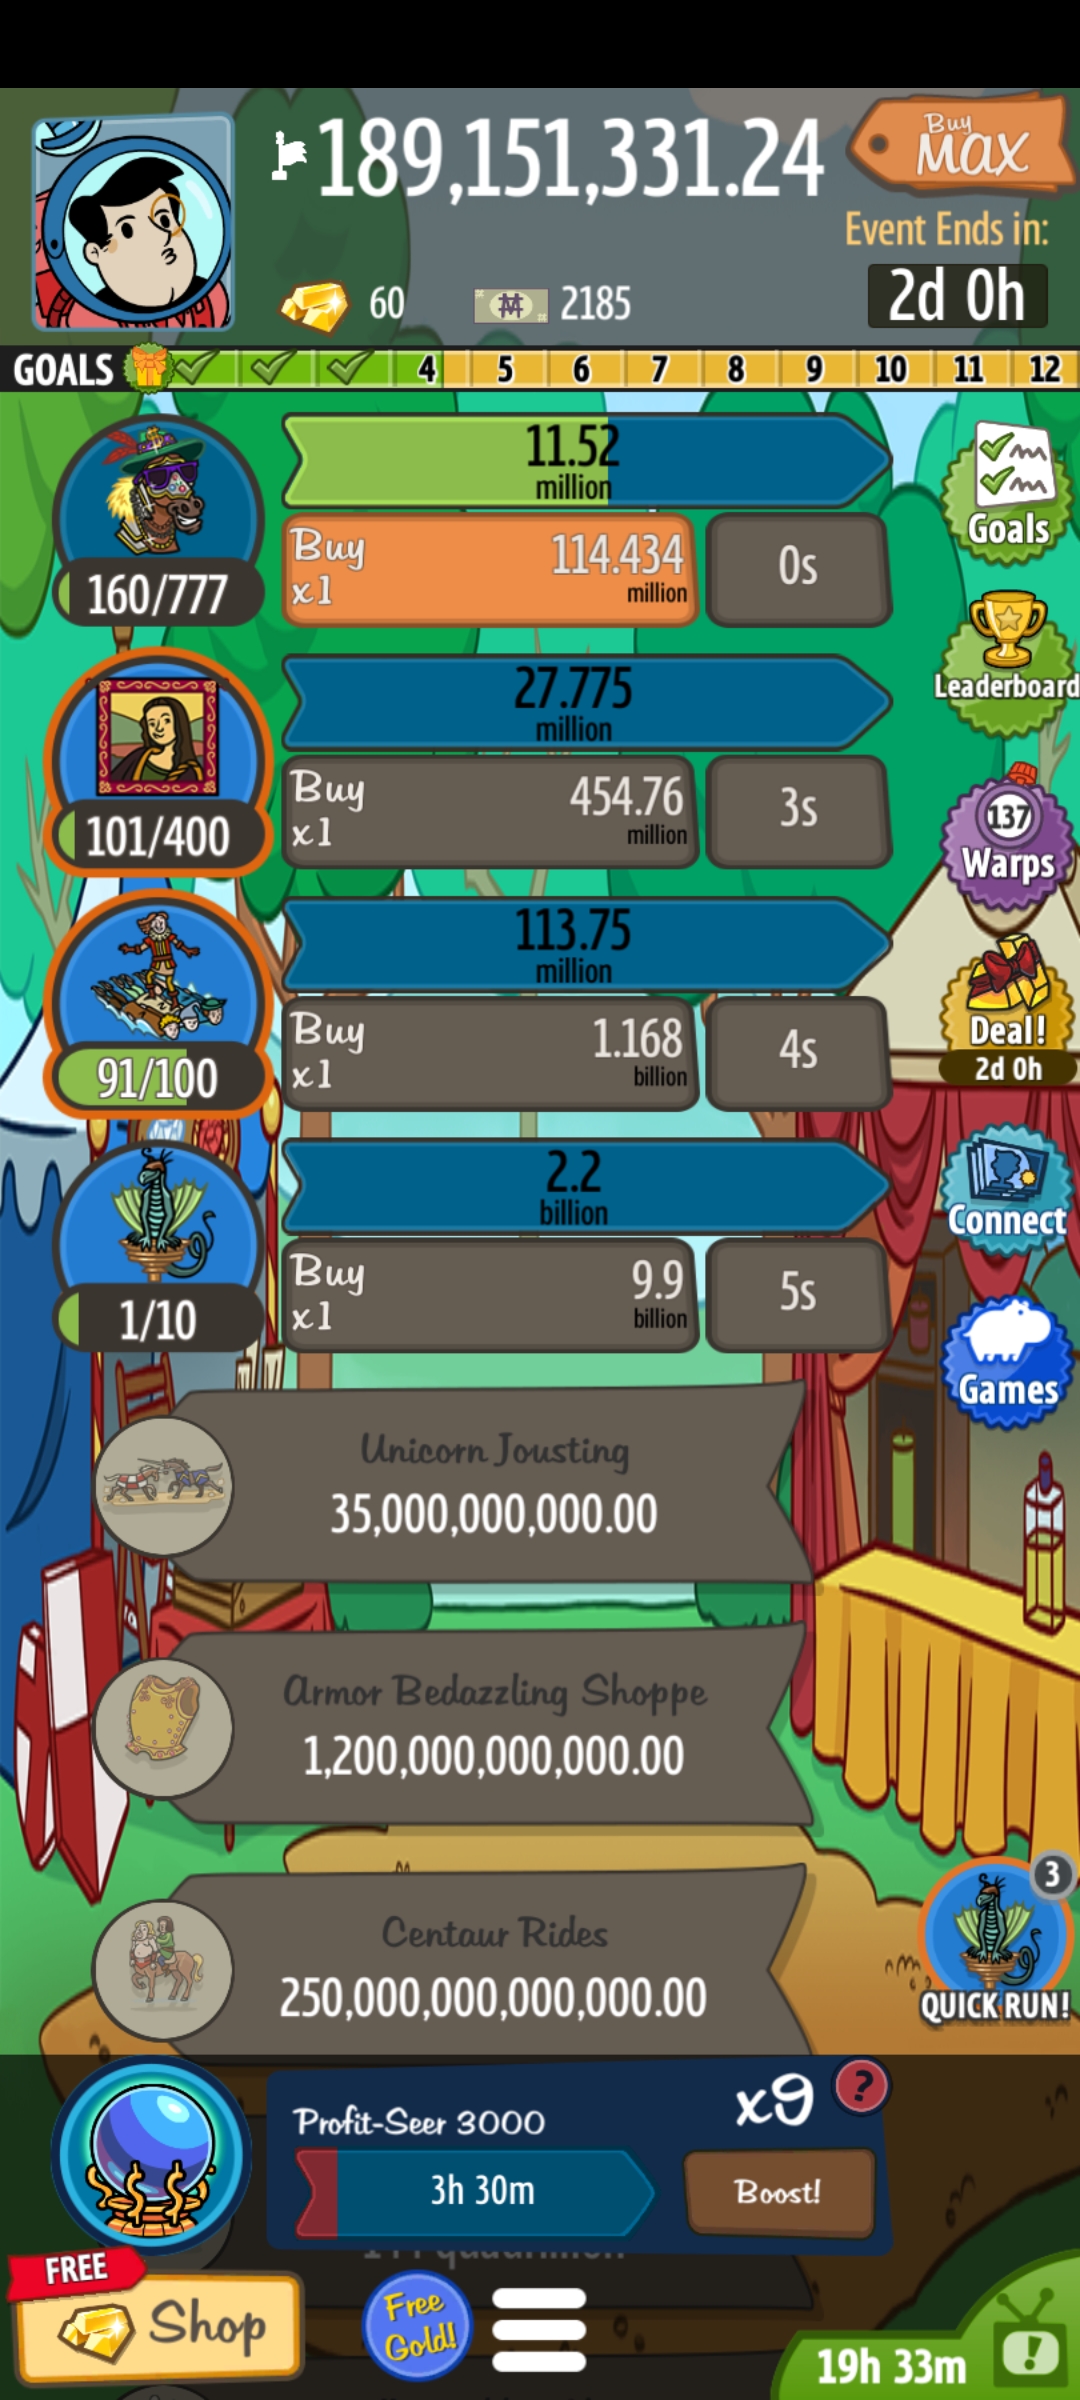 189,151,331.24
Buy
MAX
Event Ends in:
60
2185
2d 0h
GOALS 4 5 6 7 8 9 10 11 12
11.52
million
Buy
x1
114.434
million
0s
160/777
Goals
27.775
million
Leaderboard
Buy
x1
454.76
million
3s
101/400
137
Warps
113.75
million
Buy
x1
1.168
billion
4s
91/100
Deal!
2d 0h
2.2
billion
Connect
Buy
x1
9.9
billion
5s
1/10
Games
Unicorn Jousting
35,000,000,000.00
Armor Bedazzling Shoppe
1,200,000,000,000.00
Centaur Rides
250,000,000,000,000.00
3
QUICK RUN!
Profit-Seer 3000
x9
?
3h 30m
Boost!
FREE
Shop
Free
Gold!
19h 33m
!